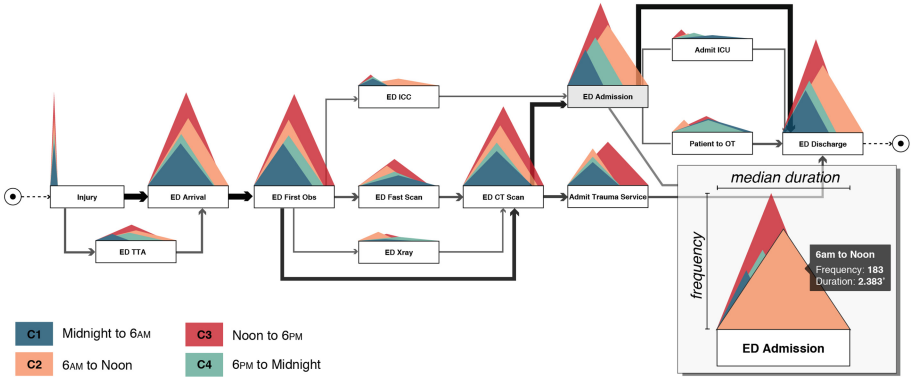 ED ICC
ED Admission
Admit ICU
Patient to OT
ED Discharge
Injury
ED Arrival
ED First Obs
ED Fast Scan
ED CT Scan
Admit Trauma Service
ED TTA
ED Xray
median duration
frequency
6am to Noon
Frequency: 183
Duration: 2.383'
ED Admission
C1 Midnight to 6AM
C3 Noon to 6PM
C2 6AM to Noon
C4 6PM to Midnight